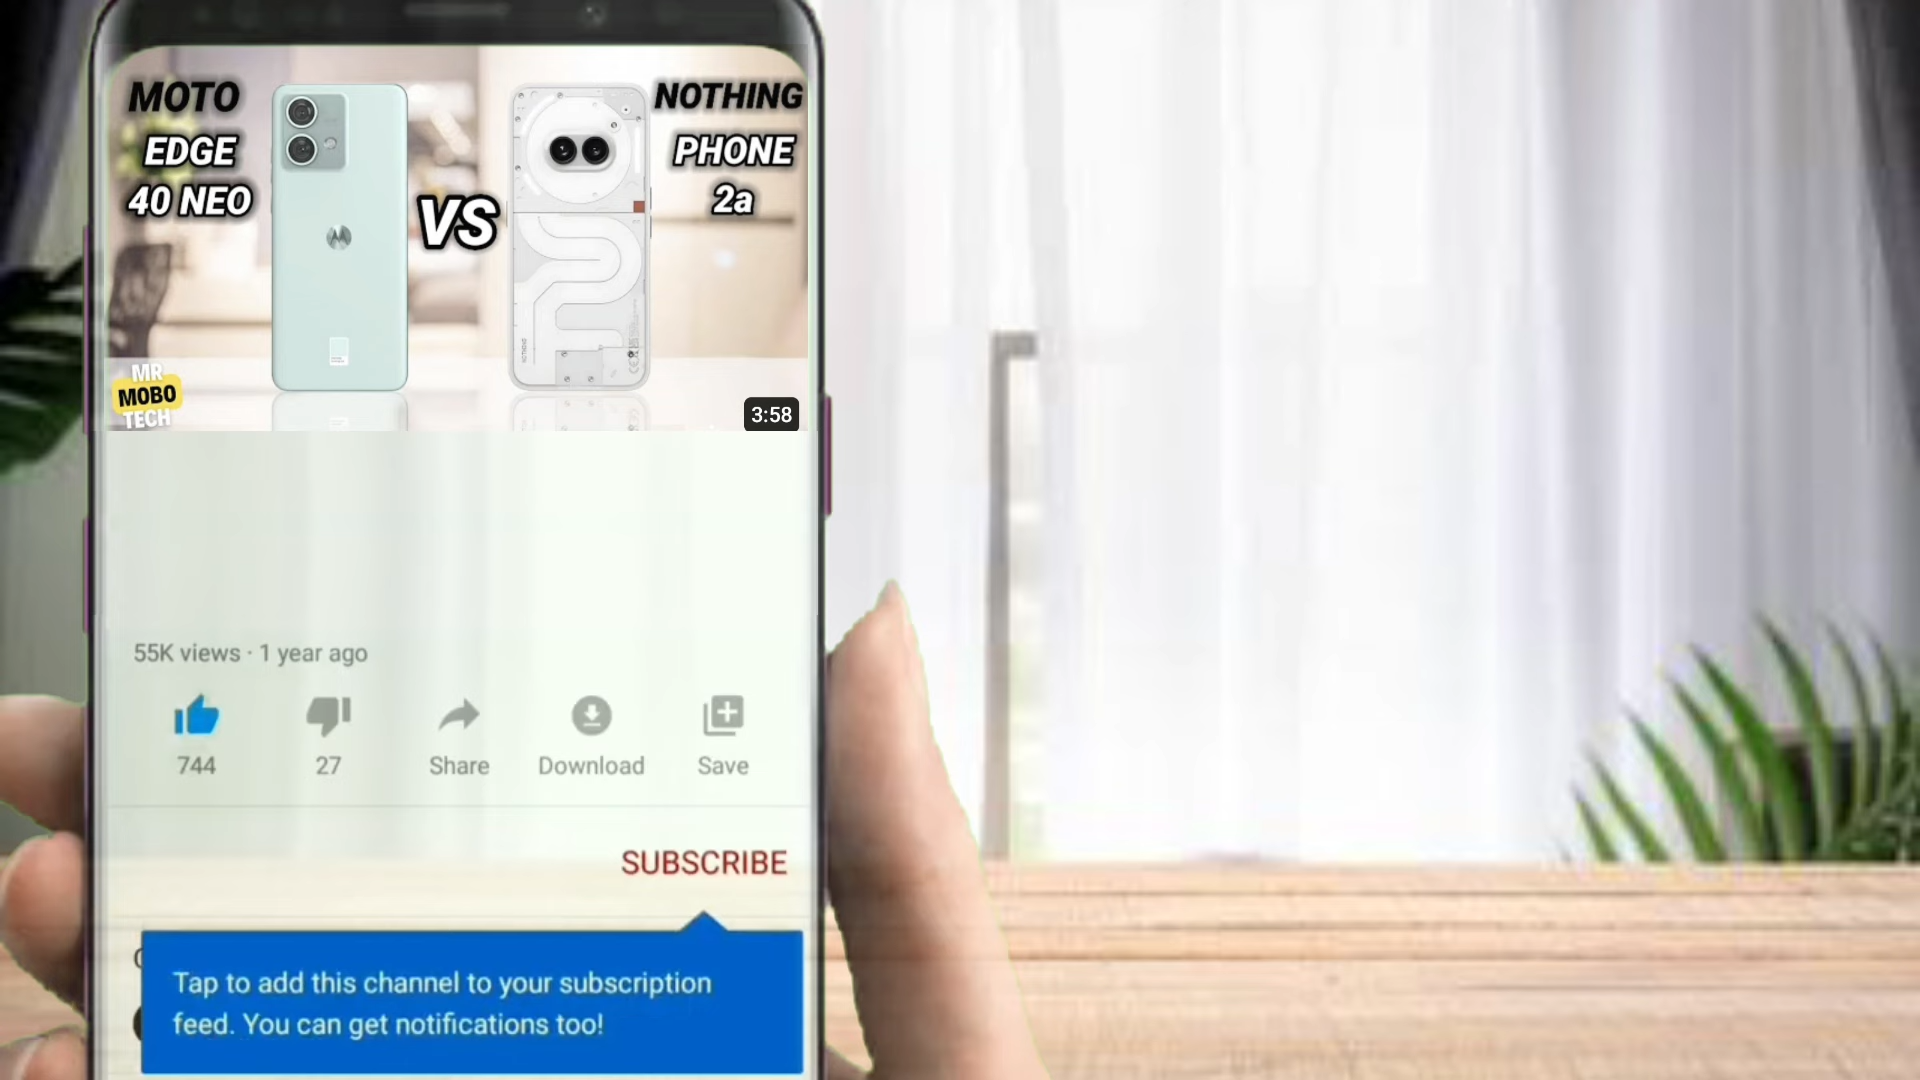 MOTO
EDGE
40 NEO
VS
NOTHING
PHONE
2a
MR
MOBO
TECH
3:58
55K views · 1 year ago
744
27
Share
Download
Save
SUBSCRIBE
Tap to add this channel to your subscription
feed. You can get notifications too!